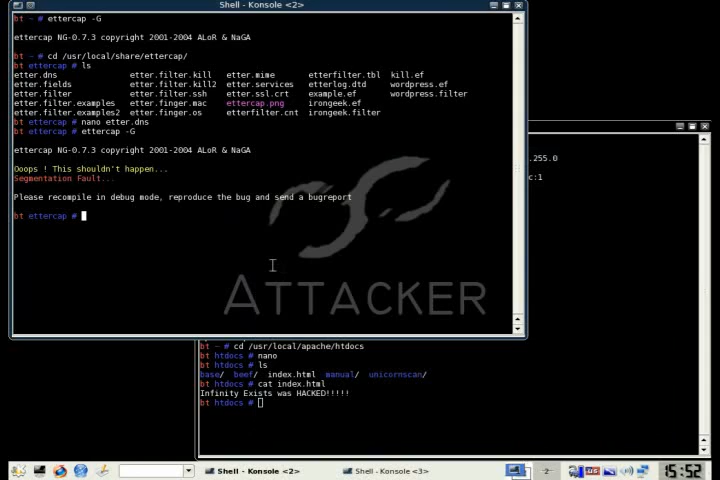 Shell - Konsole <2>
bt ~ # ettercap -G
ettercap NG-0.7.3 copyright 2001-2004 ALoR & NaGA
bt ~ # cd /usr/local/share/ettercap/
bt ettercap # ls
etter.dns etter.filter.kill etter.mime etterfilter.tbl kill.ef
etter.fields etter.filter.kill2 etter.services etterlog.dtd wordpress.ef
etter.filter etter.filter.ssh etter.ssl.crt example.ef wordpress.filter
etter.filter.examples etter.finger.mac ettercap.png irongeek.ef
etter.filter.examples2 etter.finger.os etterfilter.cnt irongeek.filter
bt ettercap # nano etter.dns
bt ettercap # ettercap -G
ettercap NG-0.7.3 copyright 2001-2004 ALoR & NaGA
Ooops ! This shouldn't happen...
Segmentation Fault...
Please recompile in debug mode, reproduce the bug and send a bugreport
bt ettercap #
ATTACKER
.255.0
c:1
bt ~ # cd /usr/local/apache/htdocs
bt htdocs # nano
bt htdocs # ls
base/ beef/ index.html manual/ unicornscan/
bt htdocs # cat index.html
Infinity Exists was HACKED!!!!!
bt htdocs #
Shell - Konsole <2> Shell - Konsole <3> 2 us 15:52